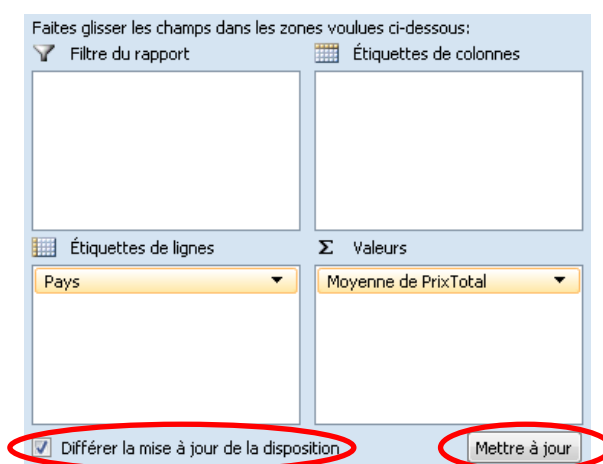 Faites glisser les champs dans les zones voulues ci-dessous:
Filtre du rapport
Étiquettes de colonnes
Étiquettes de lignes
Σ Valeurs
Pays
Moyenne de PrixTotal
Différer la mise à jour de la disposition
Mettre à jour